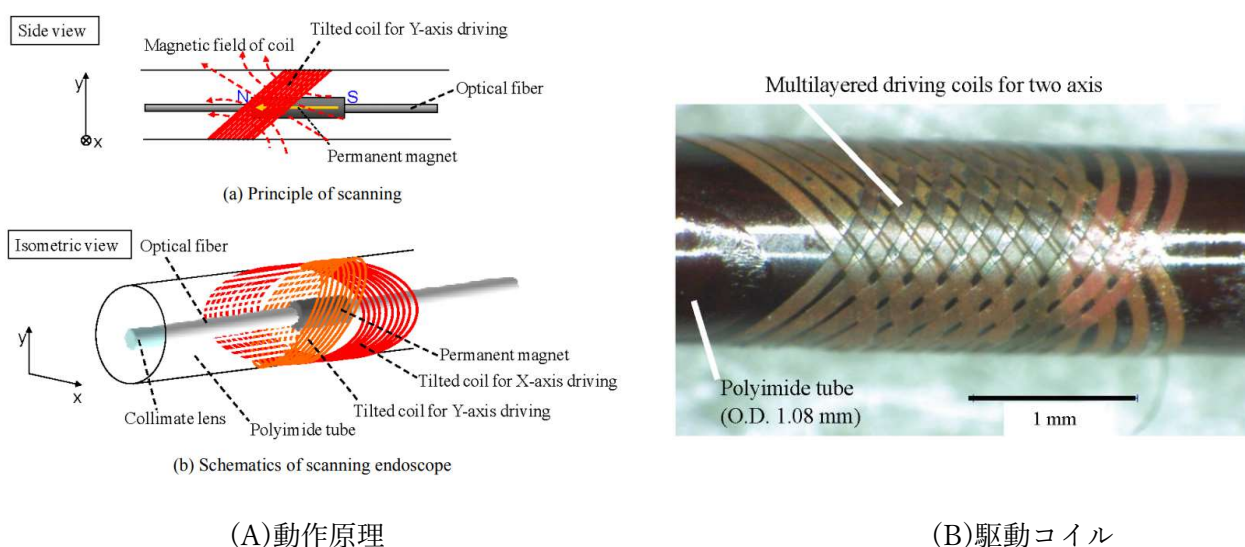 Side view
Tilted coil for Y-axis driving
Magnetic field of coil
Optical fiber
y
N
S
x
Permanent magnet
(a) Principle of scanning
Isometric view
Optical fiber
y
x
Permanent magnet
Tilted coil for X-axis driving
Tilted coil for Y-axis driving
Collimate lens
Polyimide tube
(b) Schematics of scanning endoscope
(A)動作原理
Multilayered driving coils for two axis
Polyimide tube
(O.D. 1.08 mm)
1 mm
(B)駆動コイル